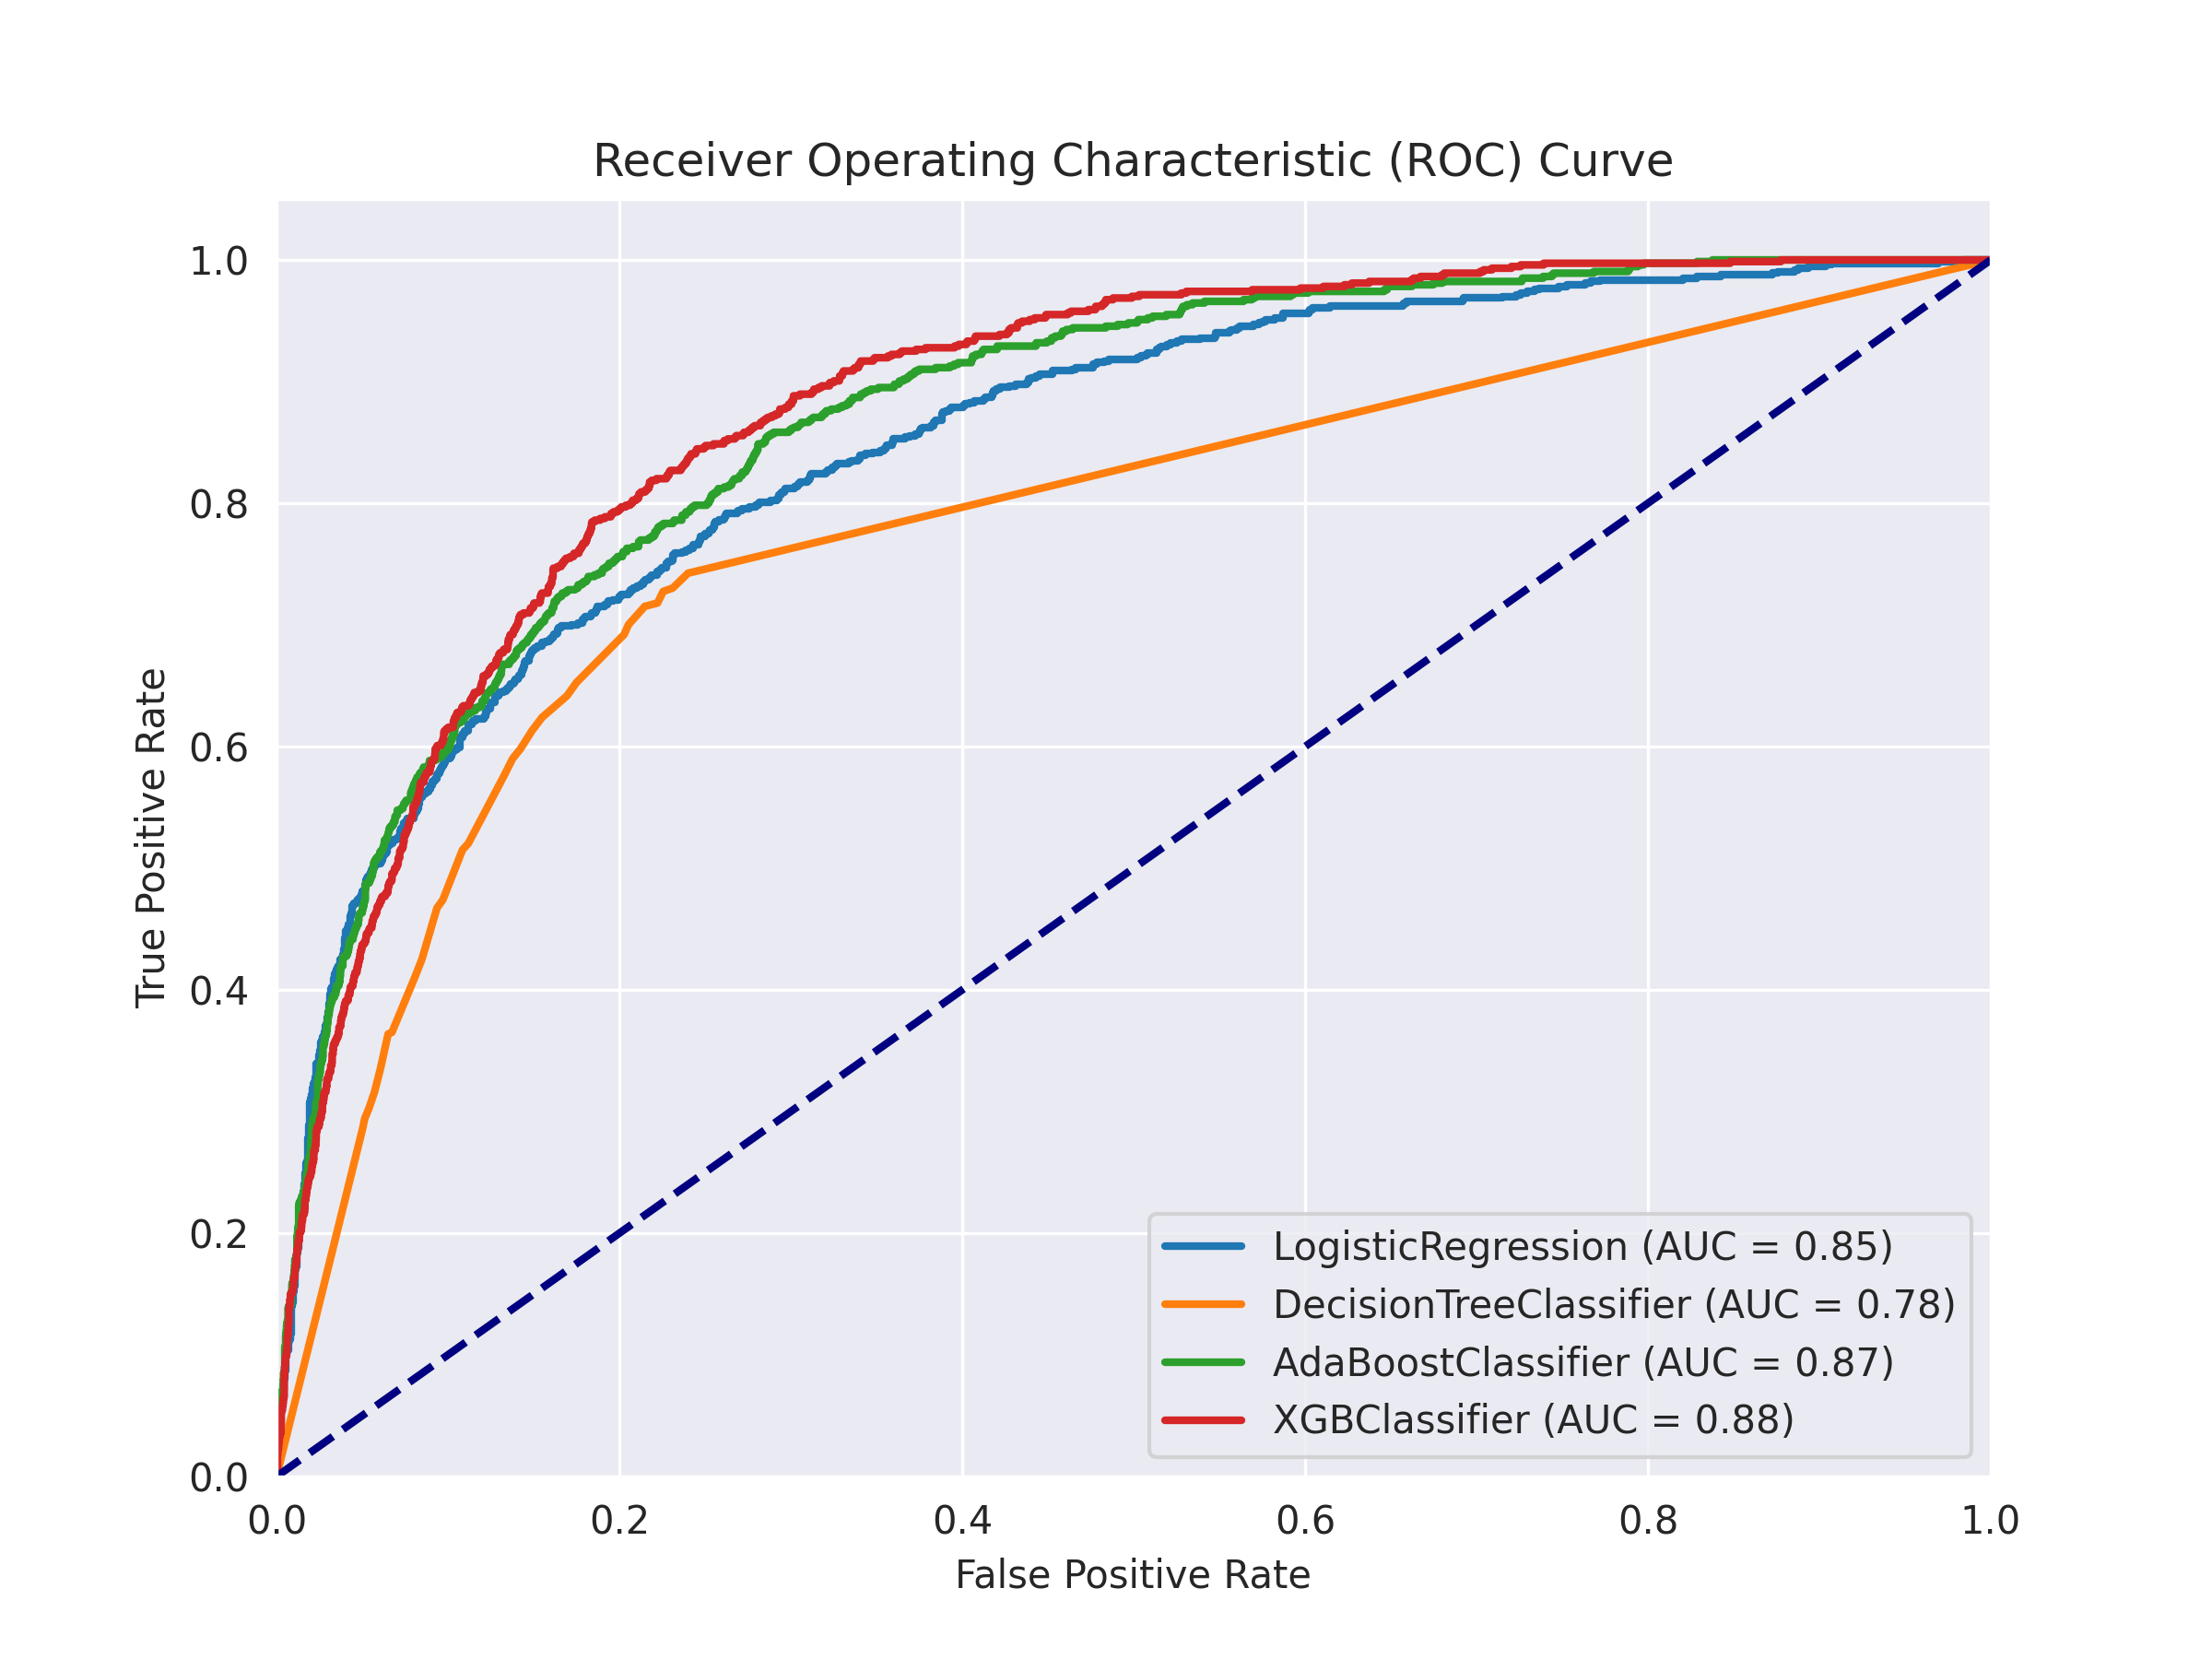 Receiver Operating Characteristic (ROC) Curve
1.0
0.8
0.6
0.4
0.2
0.0
True Positive Rate
LogisticRegression (AUC = 0.85)
DecisionTreeClassifier (AUC = 0.78)
AdaBoostClassifier (AUC = 0.87)
XGBClassifier (AUC = 0.88)
0.0 0.2 0.4 0.6 0.8 1.0
False Positive Rate